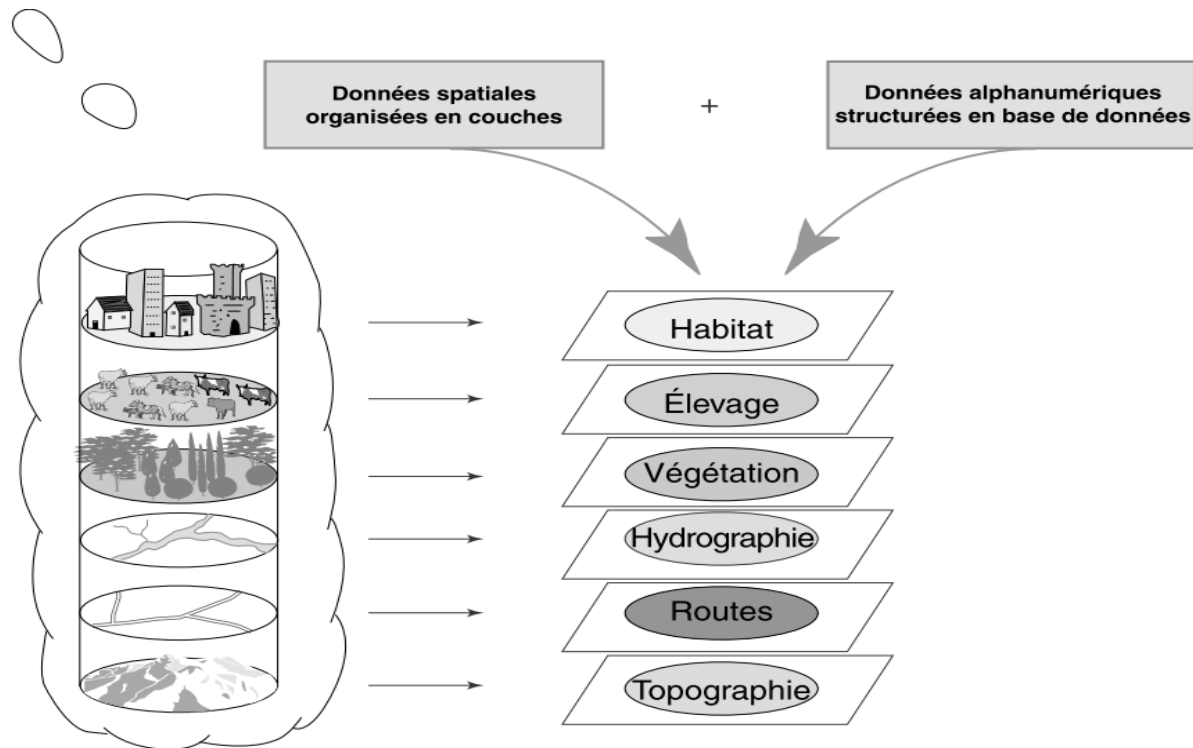 Données spatiales
organisées en couches
+
Données alphanumériques
structurées en base de données
Habitat
Élevage
Végétation
Hydrographie
Routes
Topographie